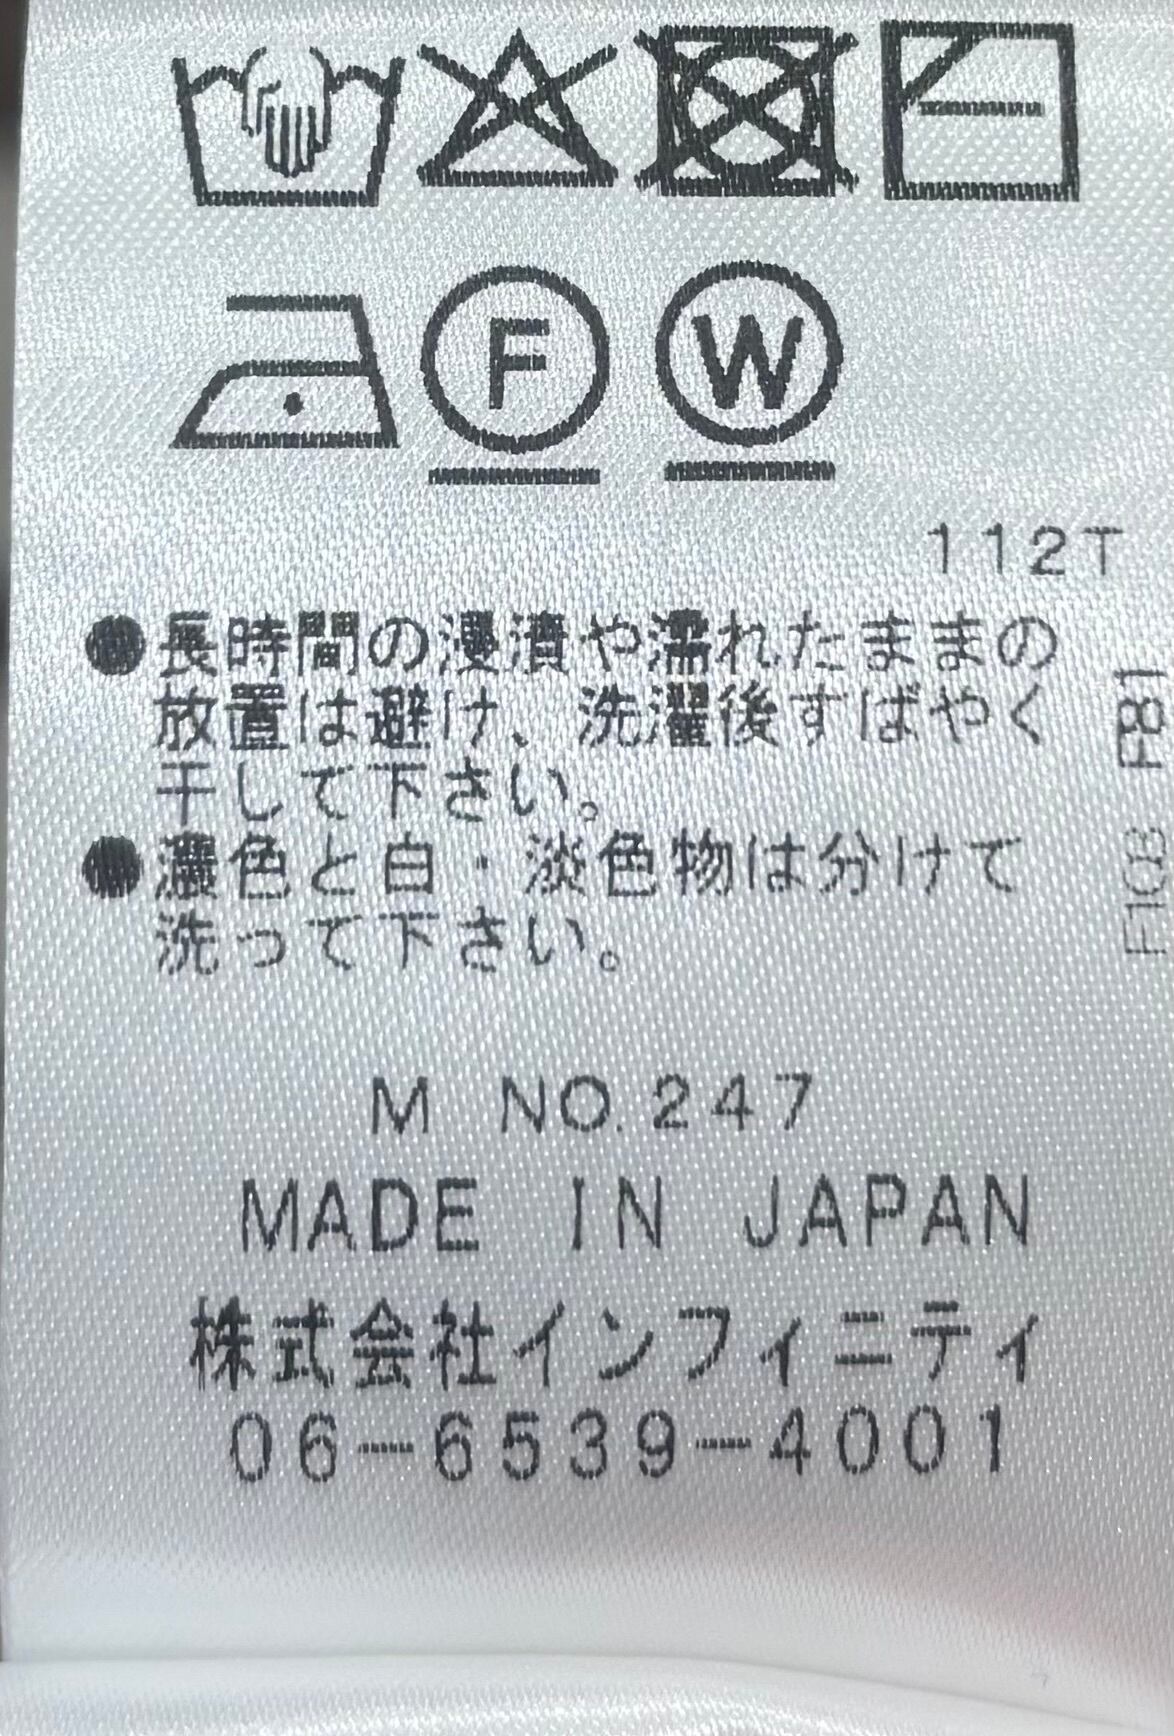 F
W
112T
●長時間の浸漬や濡れたままの
放置は避け、洗濯後すばやく
干して下さい。
●濃色と白・淡色物は分けて
洗って下さい。
F103 F81
M NO.247
MADE IN JAPAN
株式会社インフィニティ
06-6539-4001